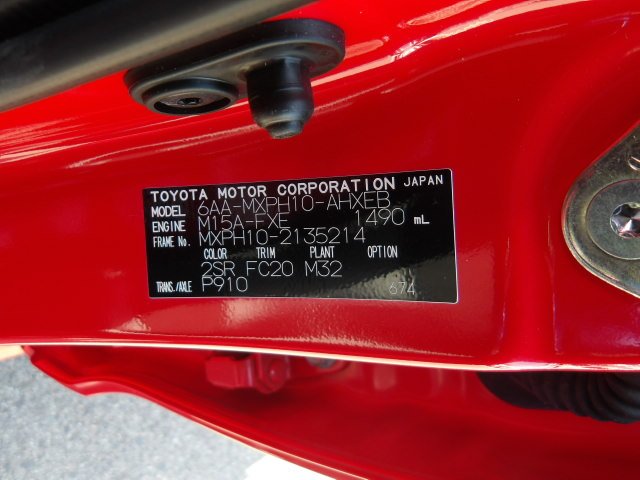 TOYOTA MOTOR CORPORATION JAPAN
MODEL 6AA-MXPH10-AHXEB
ENGINE M15A-FXE 1490 mL
FRAME No. MXPH10-2135214
COLOR TRIM PLANT OPTION
2SR FC20 M32
TRANS./AXLE P910 674